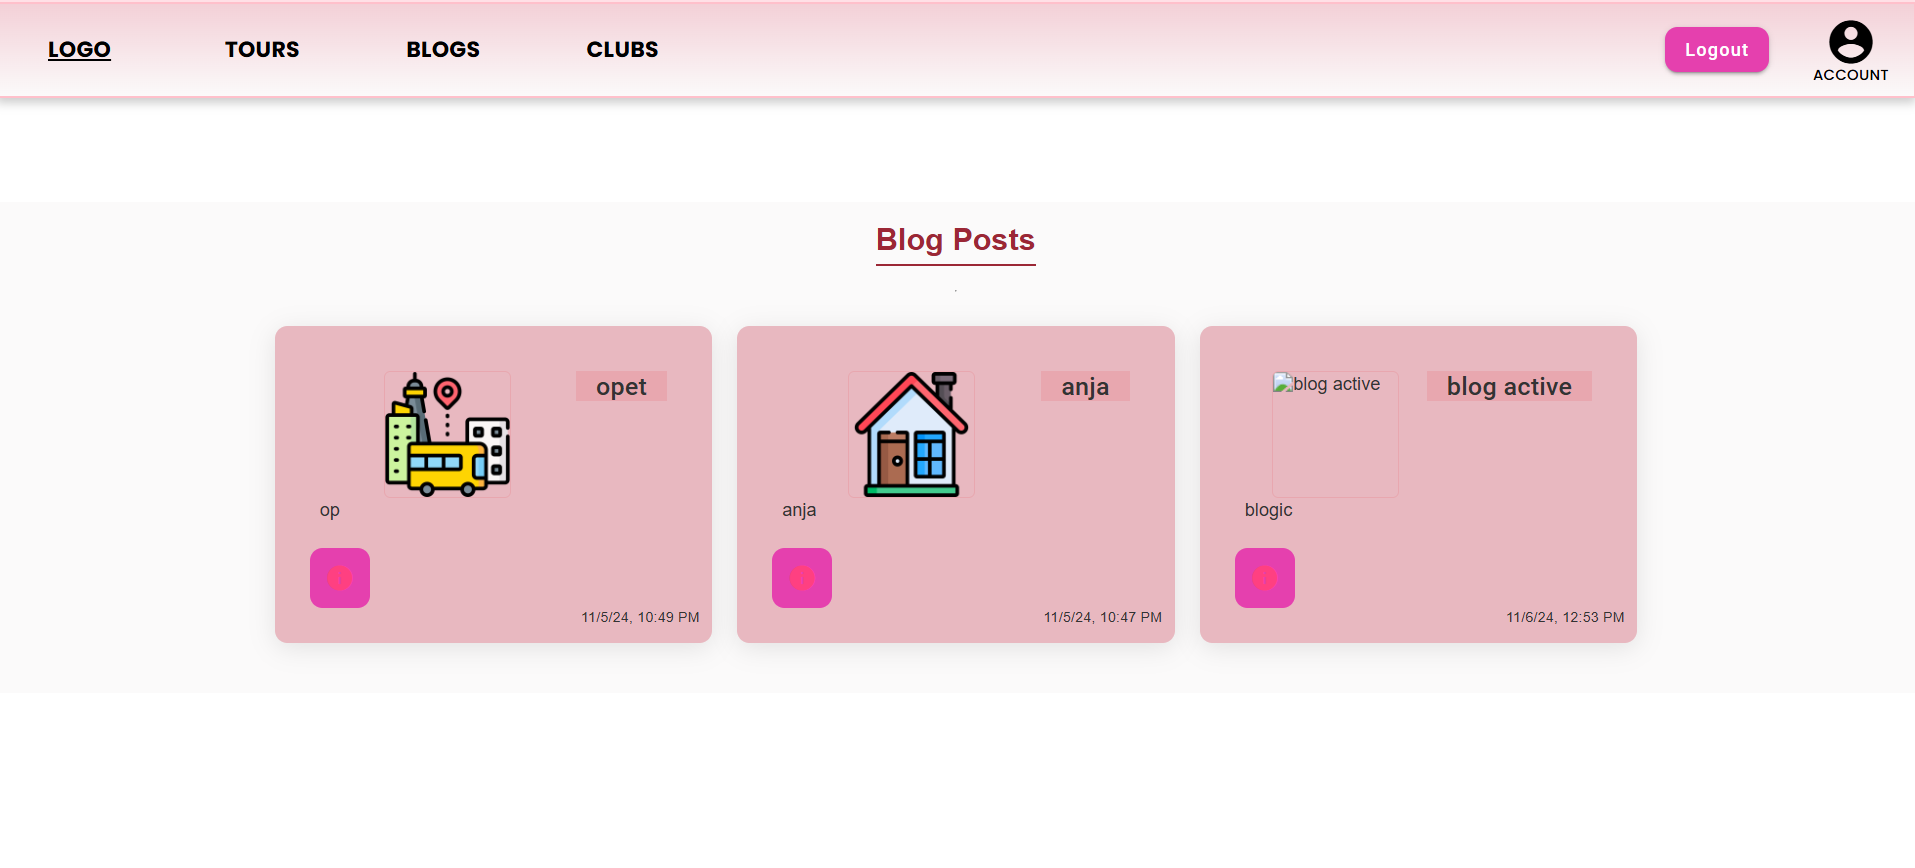 LOGO
TOURS
BLOGS
CLUBS
Logout
ACCOUNT
Blog Posts
.
opet
op
11/5/24, 10:49 PM
anja
anja
11/5/24, 10:47 PM
blog active
blog active
blogic
11/6/24, 12:53 PM